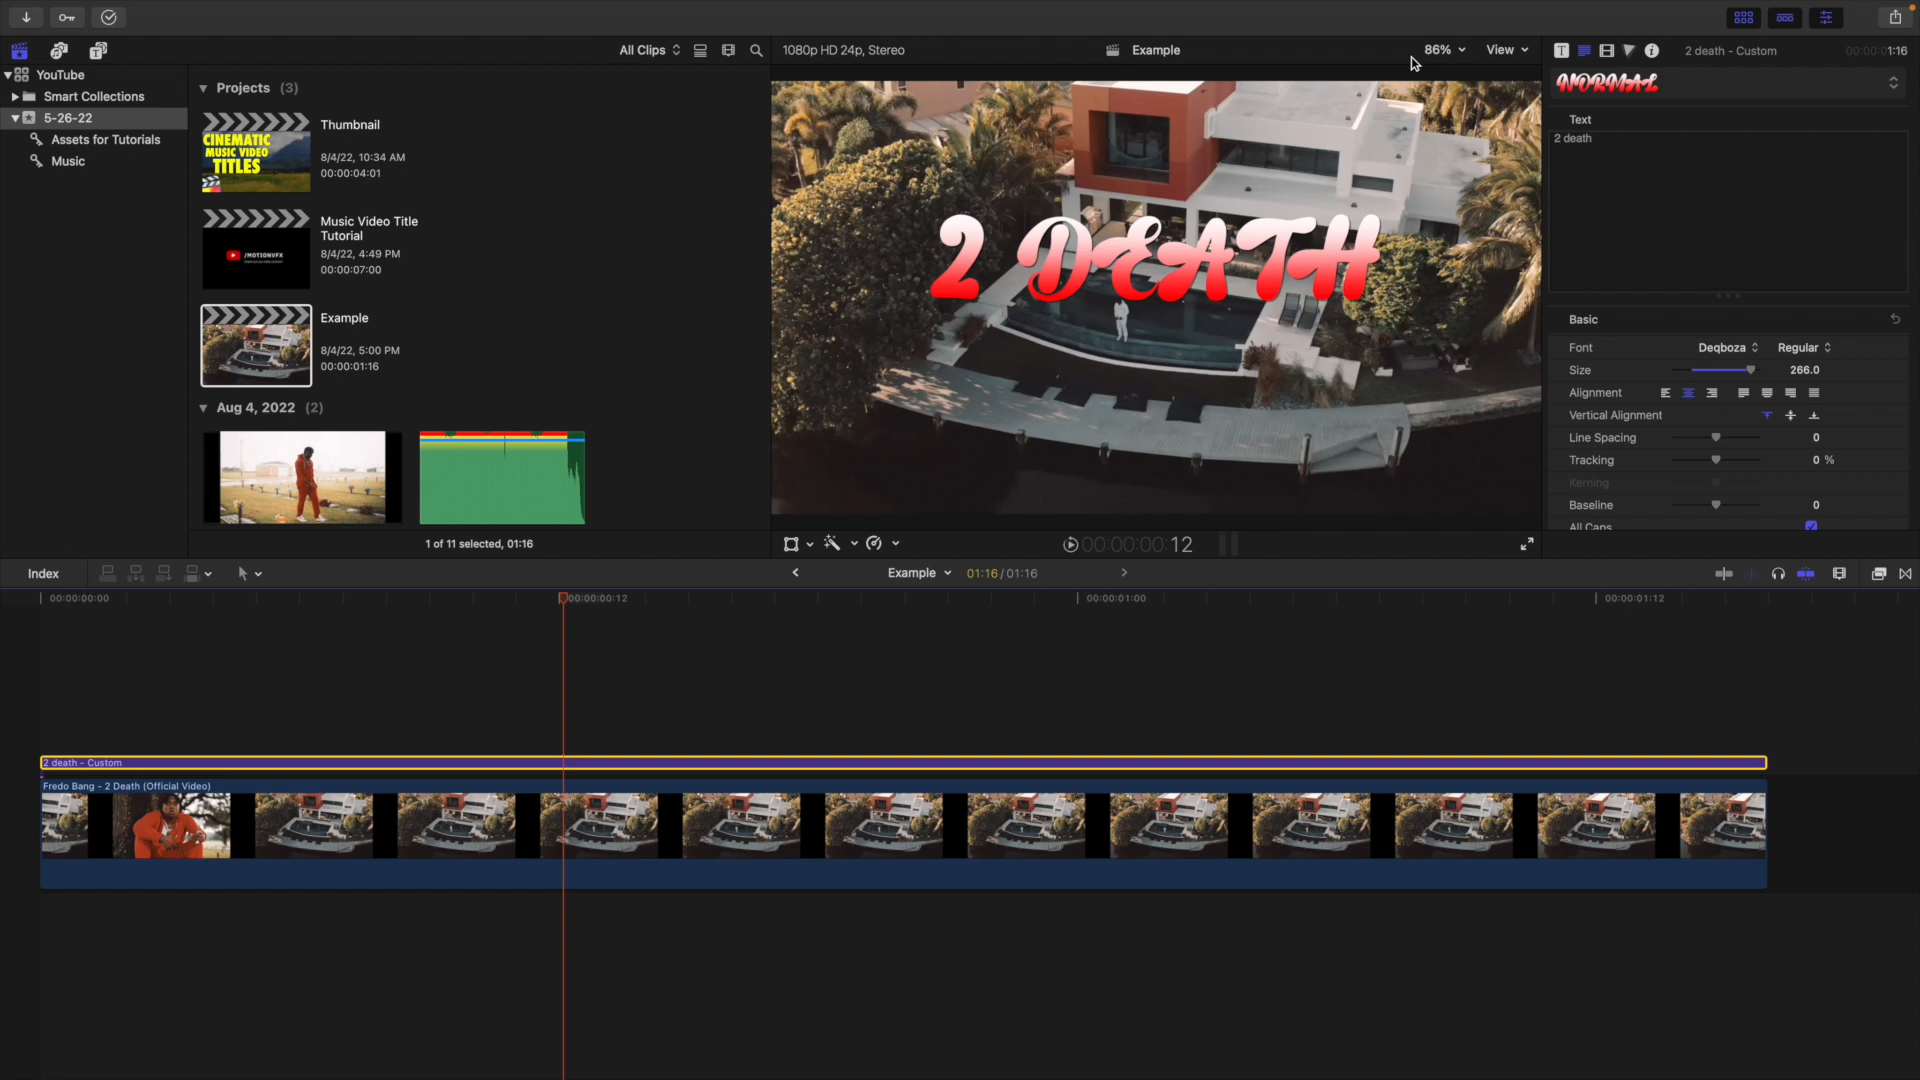 All Clips
1080p HD 24p, Stereo
Example
86%
View
2 death - Custom
00:00:01:16
YouTube
Smart Collections
5-26-22
Assets for Tutorials
Music
Projects (3)
CINEMATIC
MUSIC VIDEO
TITLES
Thumbnail
8/4/22, 10:34 AM
00:00:04:01
/MOTIONVFX
Music Video Title
Tutorial
8/4/22, 4:49 PM
00:00:07:00
Example
8/4/22, 5:00 PM
00:00:01:16
Aug 4, 2022 (2)
1 of 11 selected, 01:16
2 DEATH
00:00:00:12
NORMAL
Text
2 death
Basic
Font Deqboza Regular
Size 266.0
Alignment
Vertical Alignment
Line Spacing 0
Tracking 0 %
Kerning
Baseline 0
All Caps
Index
Example 01:16 / 01:16
00:00:00:00
00:00:00:12
00:00:01:00
00:00:01:12
2 death - Custom
Fredo Bang - 2 Death (Official Video)